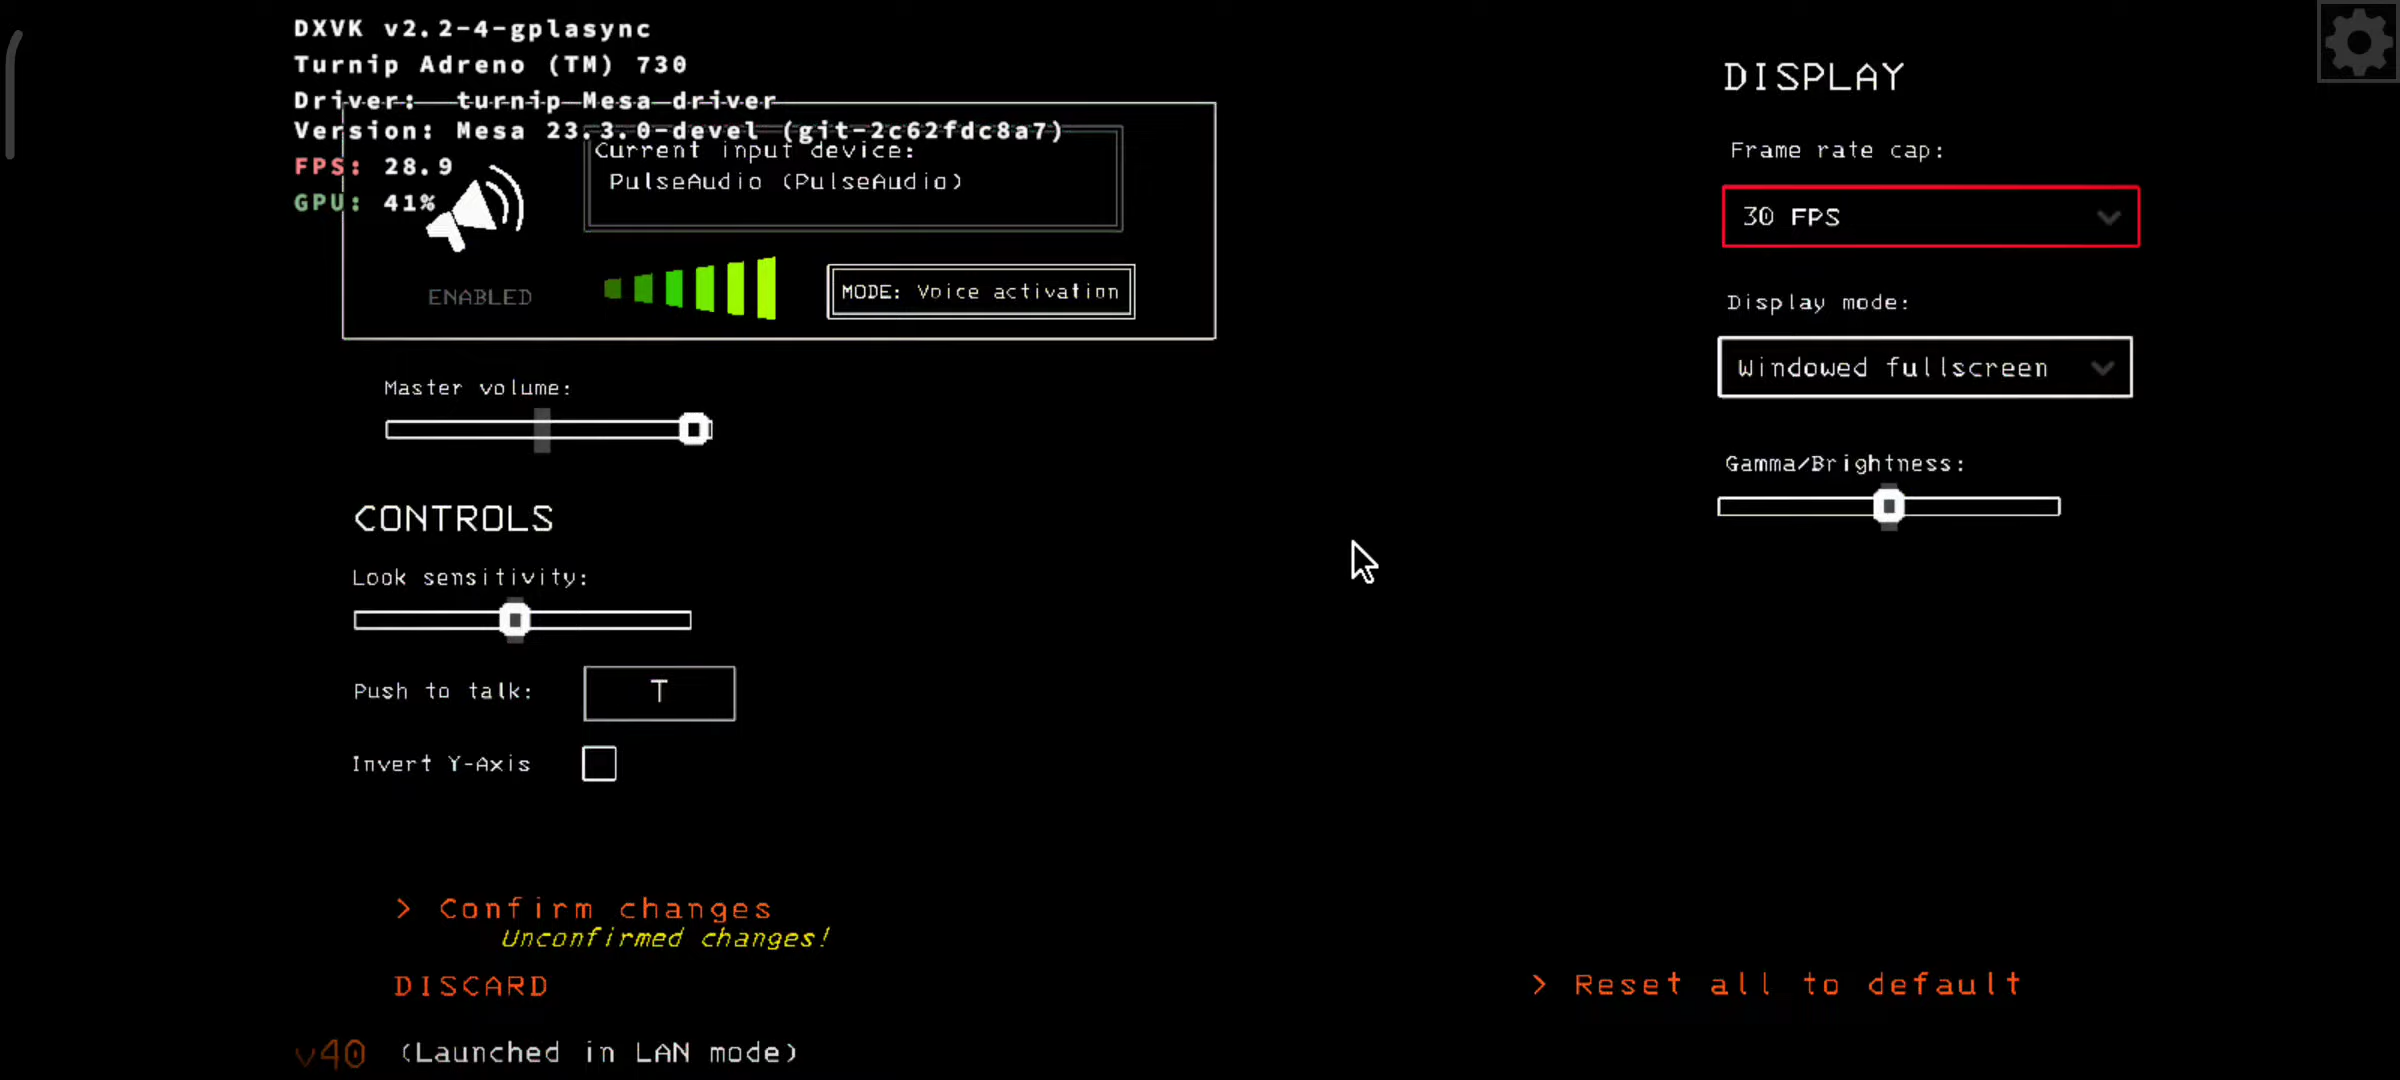 DXVK v2.2-4-gplasync
Turnip Adreno (TM) 730
Driver: turnip Mesa driver
Version: Mesa 23.3.0-devel (git-2c62fdc8a7)
FPS: 28.9
GPU: 41%
Current input device:
PulseAudio (PulseAudio)
ENABLED
MODE: Voice activation
Master volume:
CONTROLS
Look sensitivity:
Push to talk:
T
Invert Y-Axis
> Confirm changes
Unconfirmed changes!
DISCARD
v40 (Launched in LAN mode)
DISPLAY
Frame rate cap:
30 FPS
Display mode:
Windowed fullscreen
Gamma/Brightness:
> Reset all to default